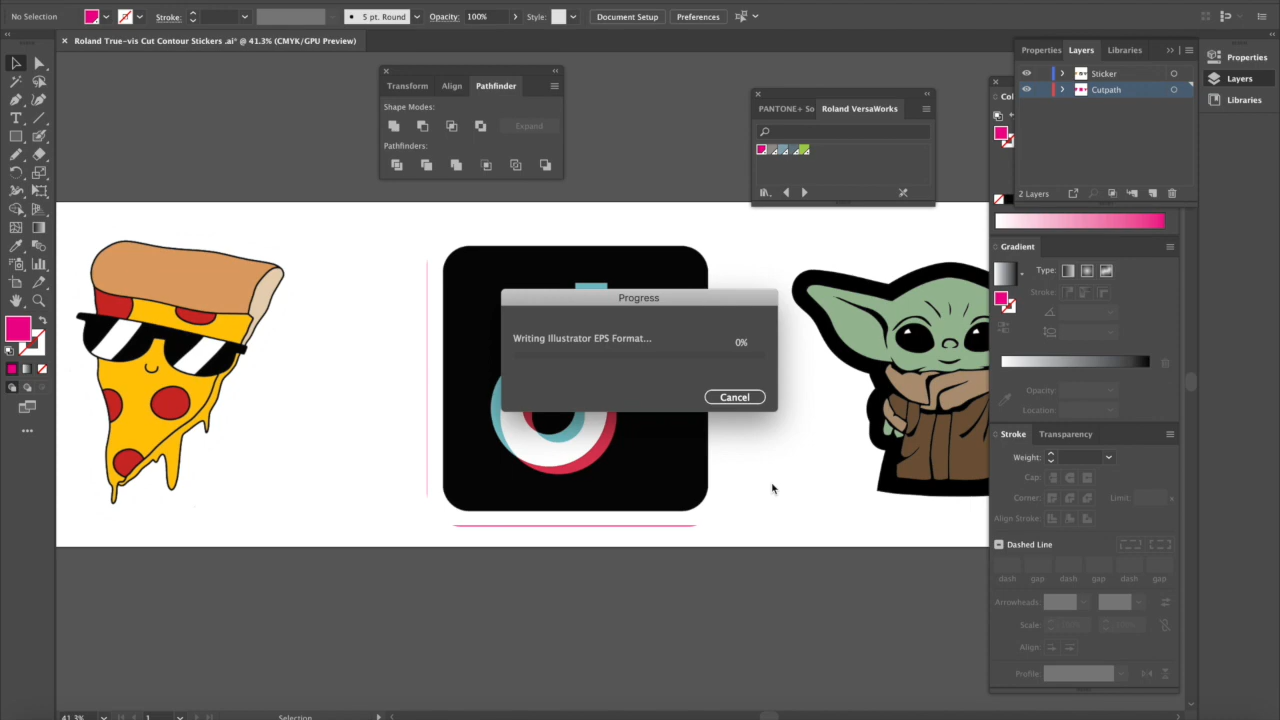 No Selection
Stroke:
5 pt. Round
Opacity: 100%
Style:
Document Setup
Preferences
Roland True-vis Cut Contour Stickers .ai* @ 41.3% (CMYK/GPU Preview)
Transform
Align
Pathfinder
Shape Modes:
Expand
Pathfinders:
PANTONE+ So
Roland VersaWorks
Properties
Layers
Libraries
Sticker
Cutpath
2 Layers
Properties
Layers
Libraries
Gradient
Type:
Stroke:
Opacity:
Location:
Stroke
Transparency
Weight:
Cap:
Corner:
Limit:
x
Align Stroke:
Dashed Line
dash gap dash gap dash gap
Arrowheads:
Scale:
Align:
Profile:
Progress
Writing Illustrator EPS Format...
0%
Cancel
41.3%
1
Selection